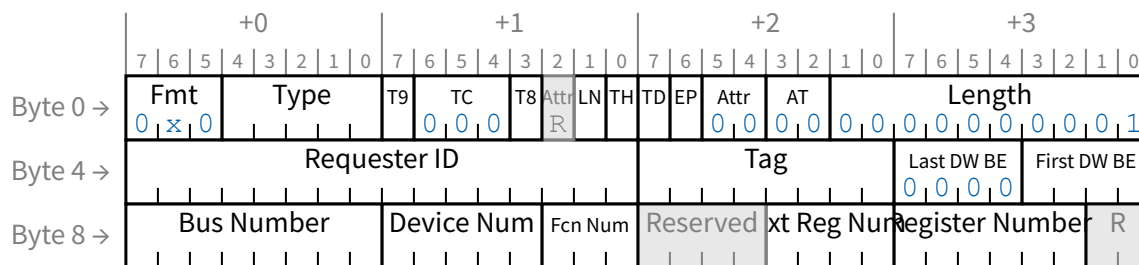 +0 +1 +2 +3
7 6 5 4 3 2 1 0 7 6 5 4 3 2 1 0 7 6 5 4 3 2 1 0 7 6 5 4 3 2 1 0
Byte 0 → Fmt Type T9 TC T8 Attr LN TH TD EP Attr AT Length
0 x 0 0 0 0 R 0 0 0 0 0 0 0 0 0 0 0 0 0 1
Byte 4 → Requester ID Tag Last DW BE First DW BE
0 0 0 0
Byte 8 → Bus Number Device Num Fcn Num Reserved xt Reg Num Register Number R